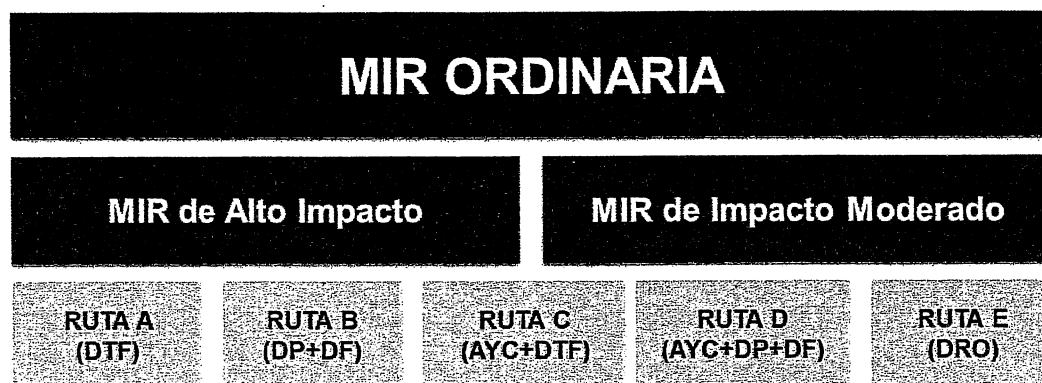 MIR ORDINARIA
MIR de Alto Impacto
MIR de Impacto Moderado
RUTA A
(DTF)
RUTA B
(DP+DF)
RUTA C
(AYC+DTF)
RUTA D
(AYC+DP+DF)
RUTA E
(DRO)